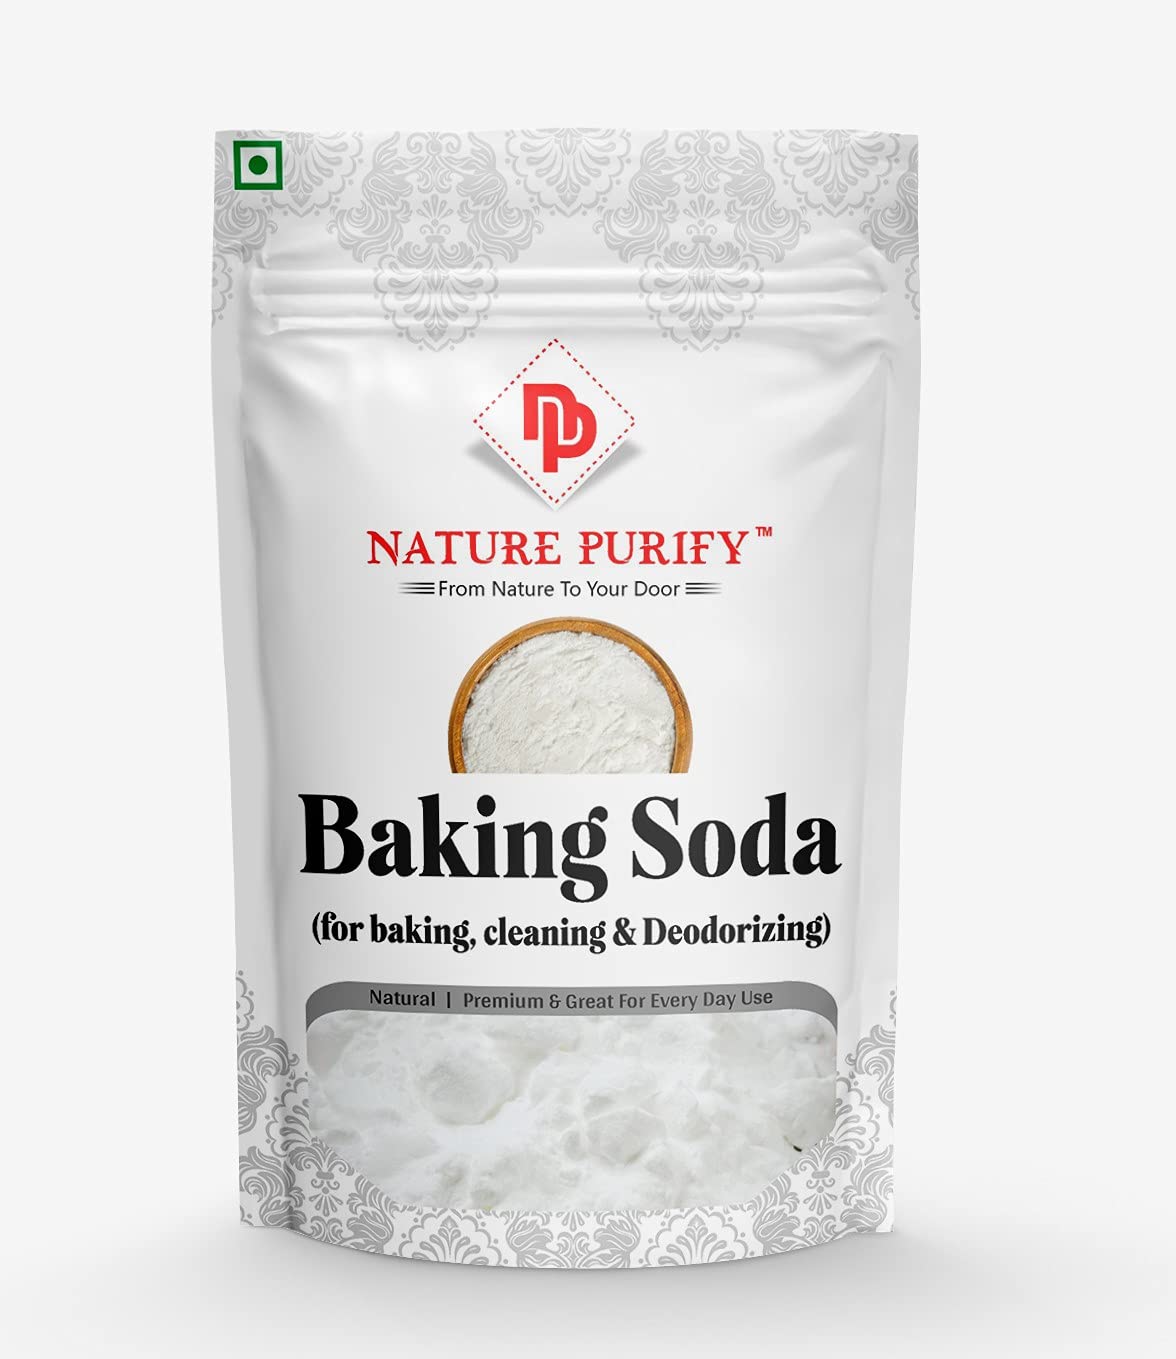 NP
NATURE PURIFY™
From Nature To Your Door
Baking Soda
(for baking, cleaning & Deodorizing)
Natural | Premium & Great For Every Day Use